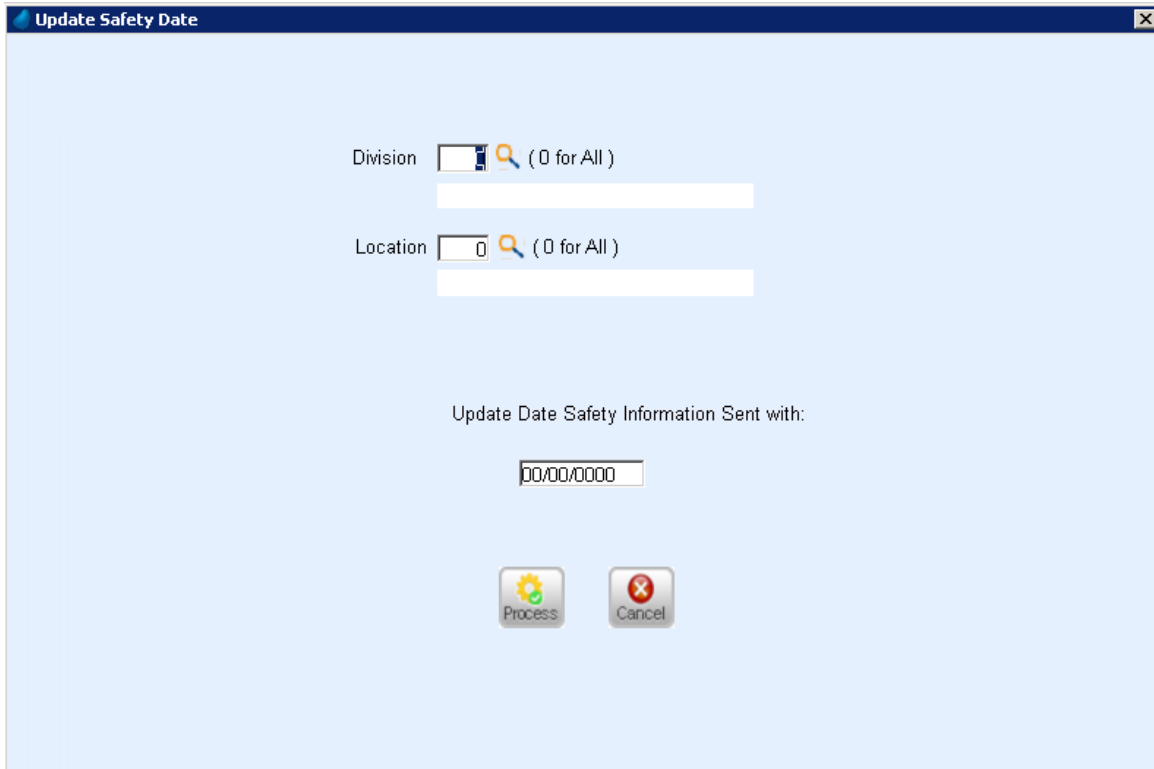 Update Safety Date
Division ( 0 for All )
Location 0 ( 0 for All )
Update Date Safety Information Sent with:
00/00/0000
Process Cancel